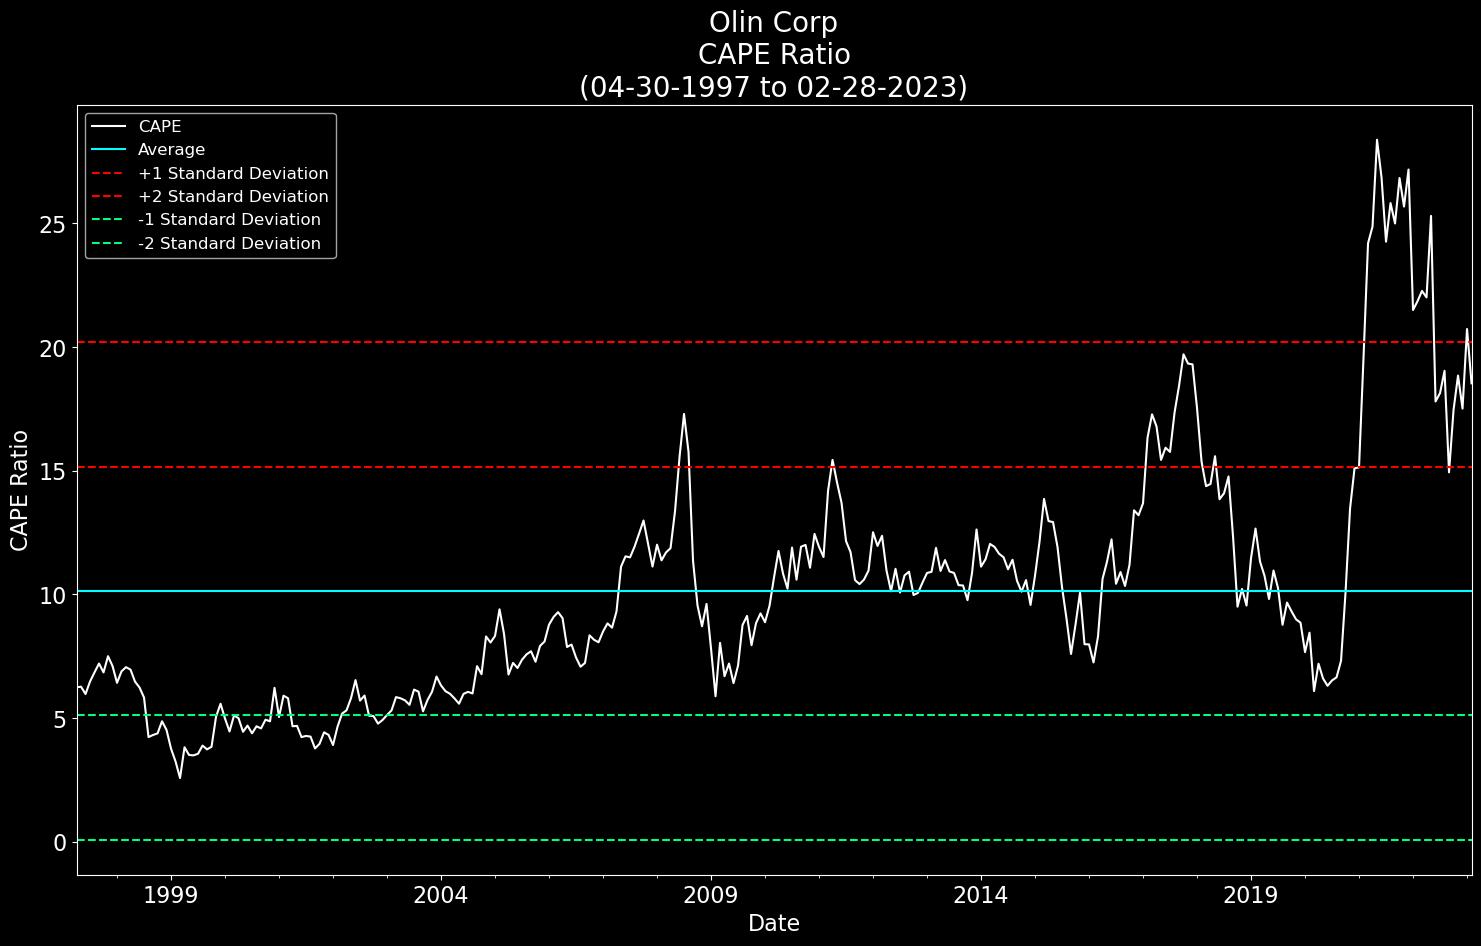 Olin Corp
CAPE Ratio
(04-30-1997 to 02-28-2023)
CAPE
Average
+1 Standard Deviation
+2 Standard Deviation
-1 Standard Deviation
-2 Standard Deviation
CAPE Ratio
25
20
15
10
5
0
1999
2004
2009
2014
2019
Date